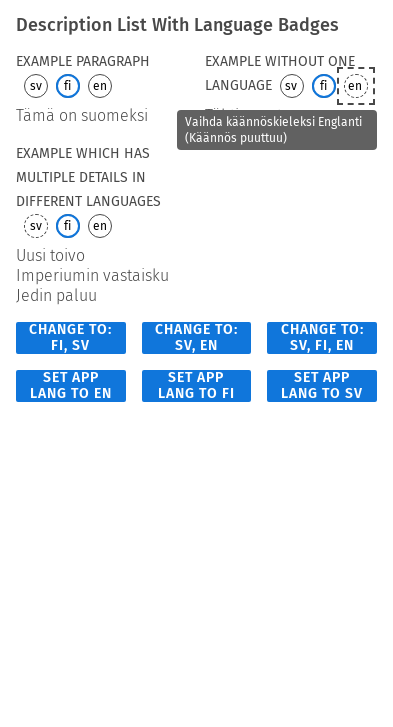 Description List With Language Badges
EXAMPLE PARAGRAPH
sv fi en
Tämä on suomeksi
EXAMPLE WITHOUT ONE
LANGUAGE sv fi en
Vaihda käännöskieleksi Englanti
(Käännös puuttuu)
EXAMPLE WHICH HAS
MULTIPLE DETAILS IN
DIFFERENT LANGUAGES
sv fi en
Uusi toivo
Imperiumin vastaisku
Jedin paluu
CHANGE TO:
FI, SV
CHANGE TO:
SV, EN
CHANGE TO:
SV, FI, EN
SET APP
LANG TO EN
SET APP
LANG TO FI
SET APP
LANG TO SV